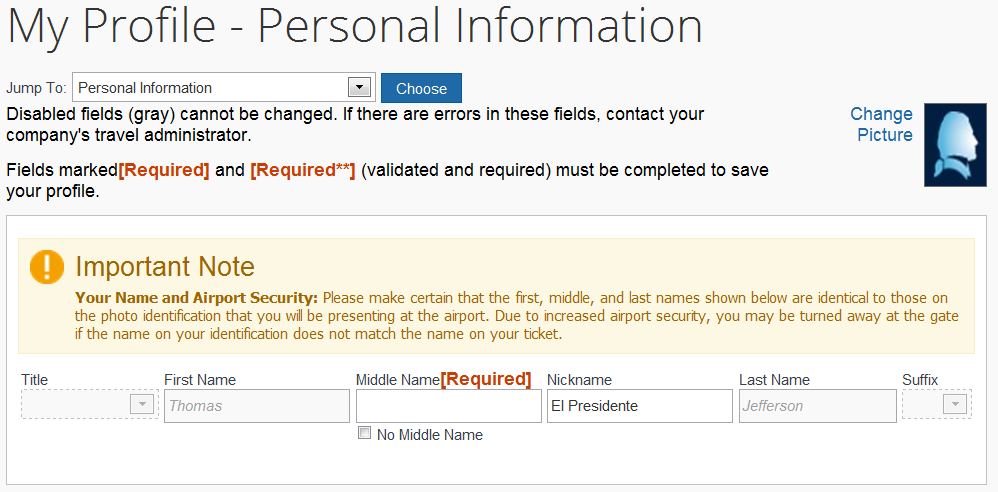 My Profile - Personal Information
Jump To: Personal Information Choose
Disabled fields (gray) cannot be changed. If there are errors in these fields, contact your
company's travel administrator.
Change
Picture
Fields marked[Required] and [Required**] (validated and required) must be completed to save
your profile.
Important Note
Your Name and Airport Security: Please make certain that the first, middle, and last names shown below are identical to those on
the photo identification that you will be presenting at the airport. Due to increased airport security, you may be turned away at the gate
if the name on your identification does not match the name on your ticket.
Title First Name Middle Name[Required] Nickname Last Name Suffix
Thomas El Presidente Jefferson
No Middle Name